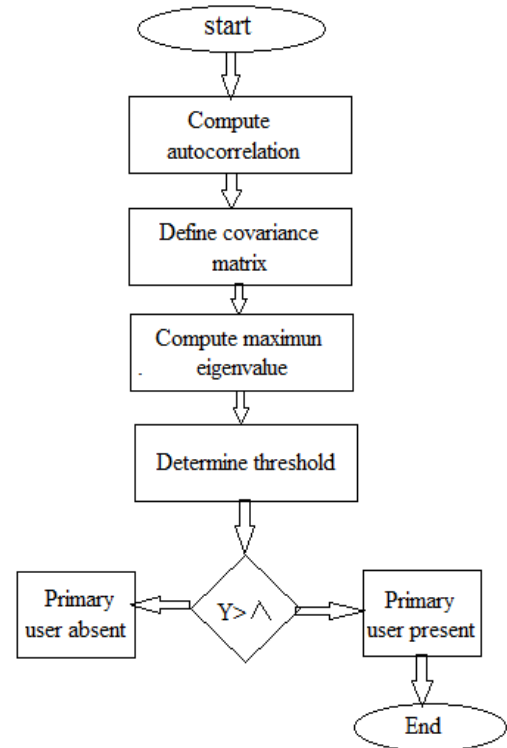 start
Compute
autocorrelation
Define covariance
matrix
Compute maximun
eigenvalue
Determine threshold
Y> ⋀
Primary
user absent
Primary
user present
End